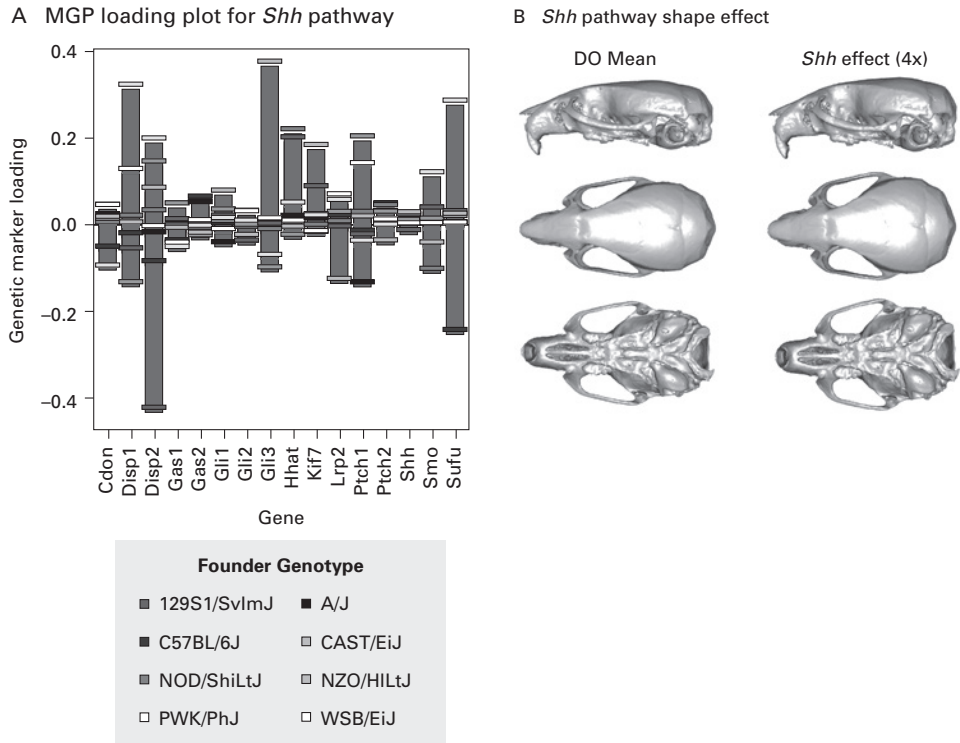 A MGP loading plot for Shh pathway
Genetic marker loading
0.4
0.2
0.0
−0.2
−0.4
Cdon
Disp1
Disp2
Gas1
Gas2
Gli1
Gli2
Gli3
Hhat
Kif7
Lrp2
Ptch1
Ptch2
Shh
Smo
Sufu
Gene
Founder Genotype
129S1/SvImJ
A/J
C57BL/6J
CAST/EiJ
NOD/ShiLtJ
NZO/HILtJ
PWK/PhJ
WSB/EiJ
B Shh pathway shape effect
DO Mean
Shh effect (4x)